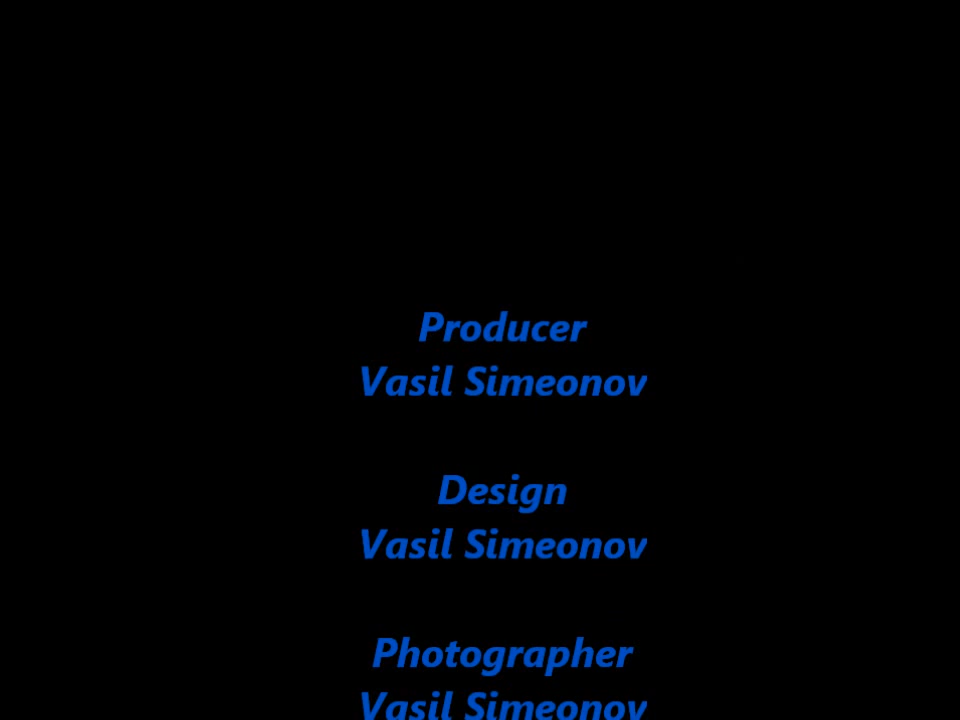 Producer
Vasil Simeonov
Design
Vasil Simeonov
Photographer
Vasil Simeonov